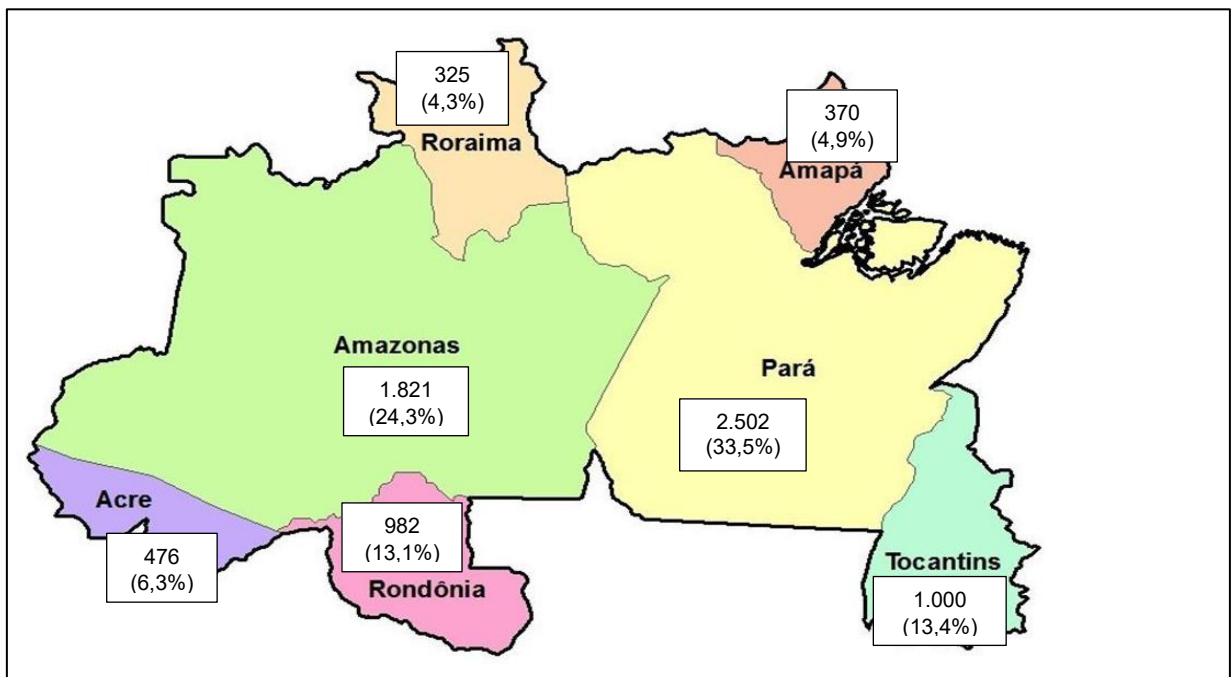 325
(4,3%)
Roraima
370
(4,9%)
Amapá
Amazonas
1.821
(24,3%)
Pará
2.502
(33,5%)
Acre
476
(6,3%)
982
(13,1%)
Rondônia
Tocantins
1.000
(13,4%)